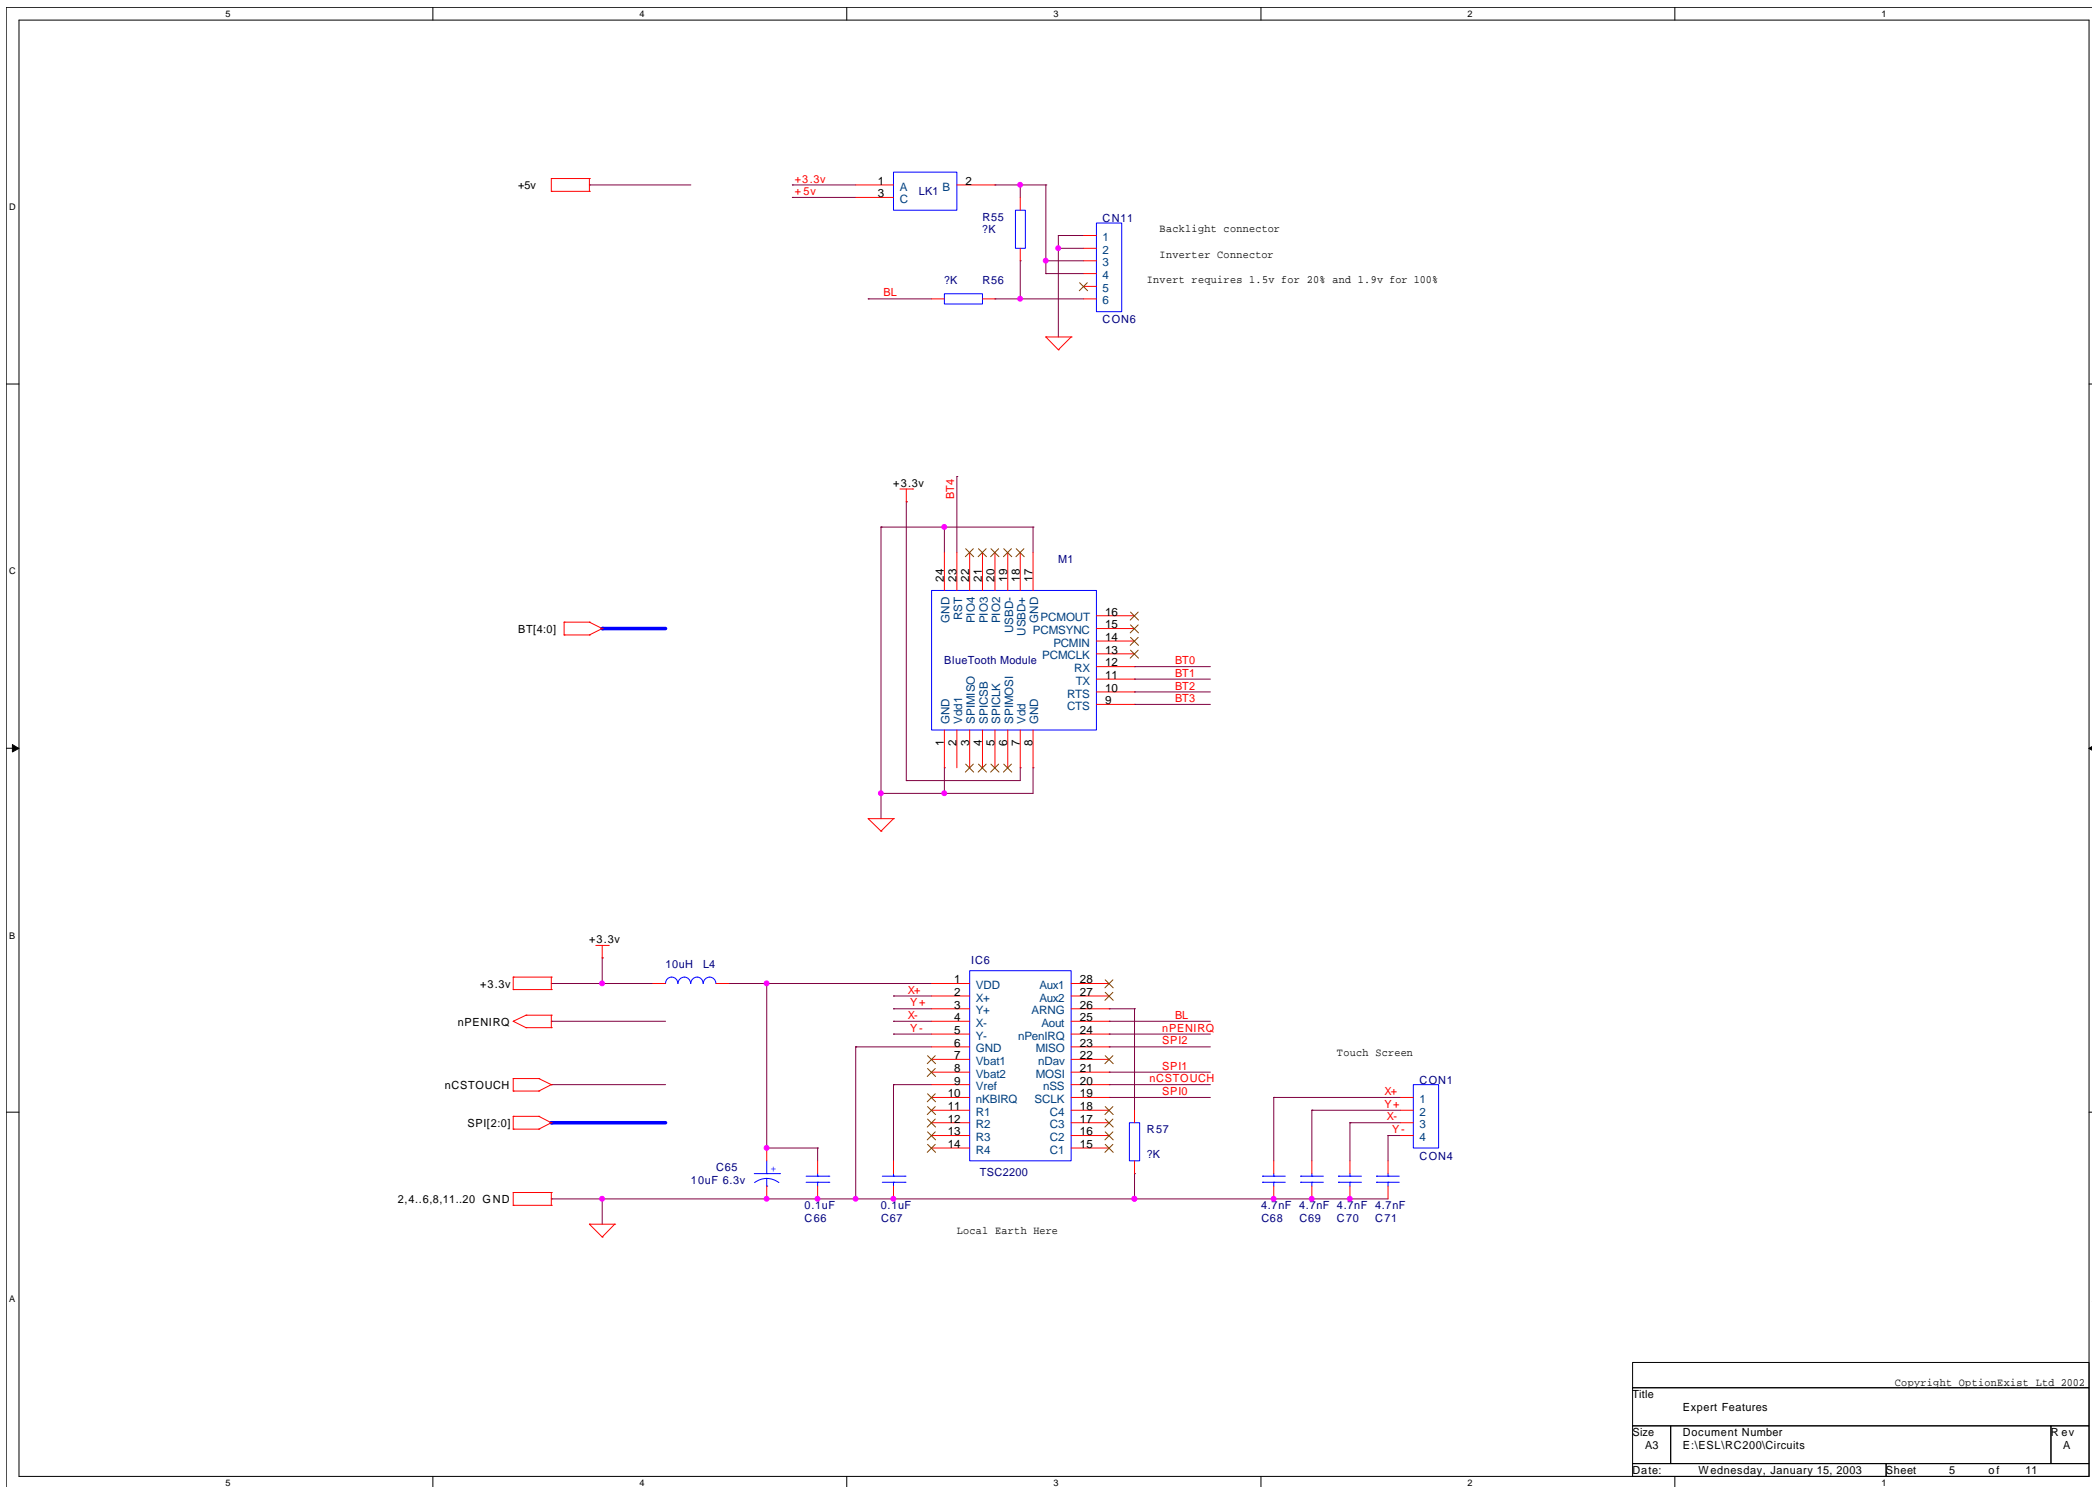 5 4 3 2 1
D
C
B
A
+5v
+3.3v
+5v
1
3
A
C
LK1
B
2
R55
?K
?K R56
BL
CN11
1
2
3
4
5
6
CON6
Backlight connector
Inverter Connector
Invert requires 1.5v for 20% and 1.9v for 100%
+3.3v
BT4
M1
24 23 22 21 20 19 18 17
GND RST PIO4 PIO3 PIO2 USBD- USBD+ GND
PCMOUT 16
PCMSYNC 15
PCMIN 14
PCMCLK 13
RX 12 BT0
TX 11 BT1
RTS 10 BT2
CTS 9 BT3
BlueTooth Module
GND Vdd1 SPIMISO SPICSB SPICLK SPIMOSI Vdd GND
1 2 3 4 5 6 7 8
BT[4:0]
+3.3v
+3.3v
10uH L4
nPENIRQ
nCSTOUCH
SPI[2:0]
2,4..6,8,11..20 GND
C65
10uF 6.3v
+
0.1uF
C66
0.1uF
C67
Local Earth Here
IC6
1 VDD Aux1 28
X+ 2 X+ Aux2 27
Y+ 3 Y+ ARNG 26
X- 4 X- Aout 25 BL
Y- 5 Y- nPenIRQ 24 nPENIRQ
6 GND MISO 23 SPI2
7 Vbat1 nDav 22
8 Vbat2 MOSI 21 SPI1
9 Vref nSS 20 nCSTOUCH
10 nKBIRQ SCLK 19 SPI0
11 R1 C4 18
12 R2 C3 17
13 R3 C2 16
14 R4 C1 15
TSC2200
R57
?K
Touch Screen
CON1
X+ 1
Y+ 2
X- 3
Y- 4
CON4
4.7nF 4.7nF 4.7nF 4.7nF
C68 C69 C70 C71
Copyright OptionExist Ltd 2002
Title
Expert Features
Size Document Number Rev
A3 E:\ESL\RC200\Circuits A
Date: Wednesday, January 15, 2003 Sheet 5 of 11
5 4 3 2 1